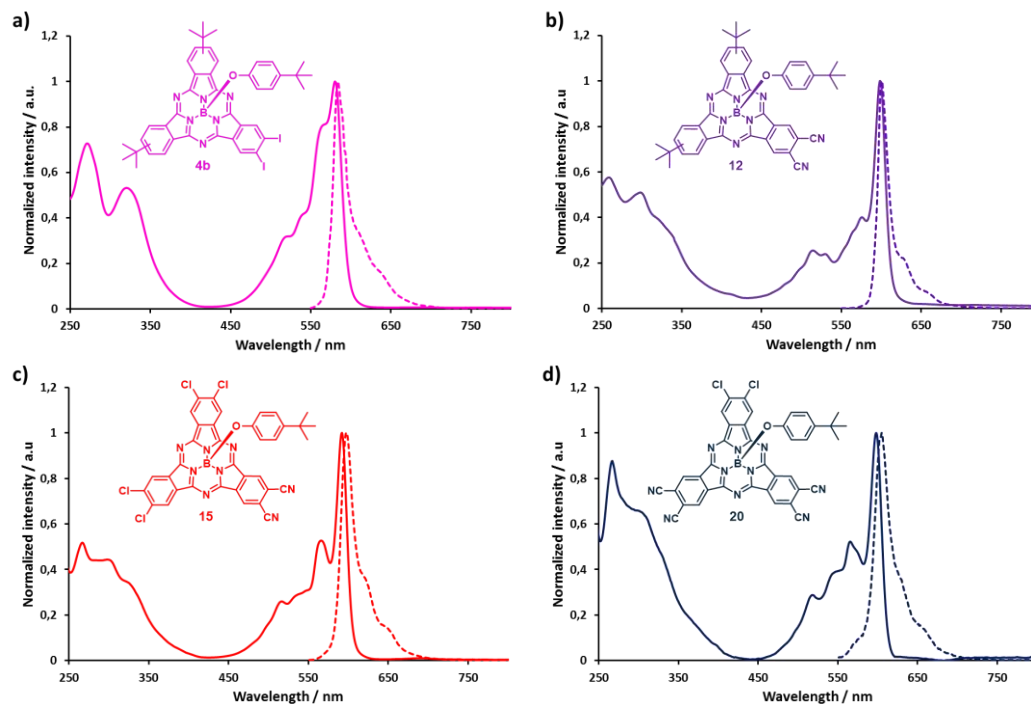 a)
Normalized intensity / a.u.
1,2
1
0,8
0,6
0,4
0,2
0
250 350 450 550 650 750
Wavelength / nm
O
N N
N
B
N N
N
I
I
4b
b)
Normalized intensity / a.u
1,2
1
0,8
0,6
0,4
0,2
0
250 350 450 550 650 750
Wavelength / nm
O
N N
N
B
N N
N
CN
CN
12
c)
Normalized intensity / a.u
1,2
1
0,8
0,6
0,4
0,2
0
250 350 450 550 650 750
Wavelength / nm
Cl Cl
O
N N
N
B
N N
Cl
Cl
N
CN
CN
15
d)
Normalized intensity / a.u
1,2
1
0,8
0,6
0,4
0,2
0
250 350 450 550 650 750
Wavelength / nm
Cl Cl
O
N N
N
B
N N
NC
NC
N
CN
CN
20